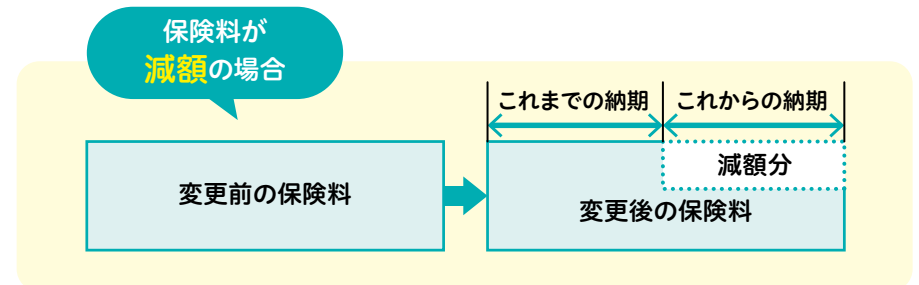 保険料が
減額の場合
これまでの納期
これからの納期
変更前の保険料
減額分
変更後の保険料